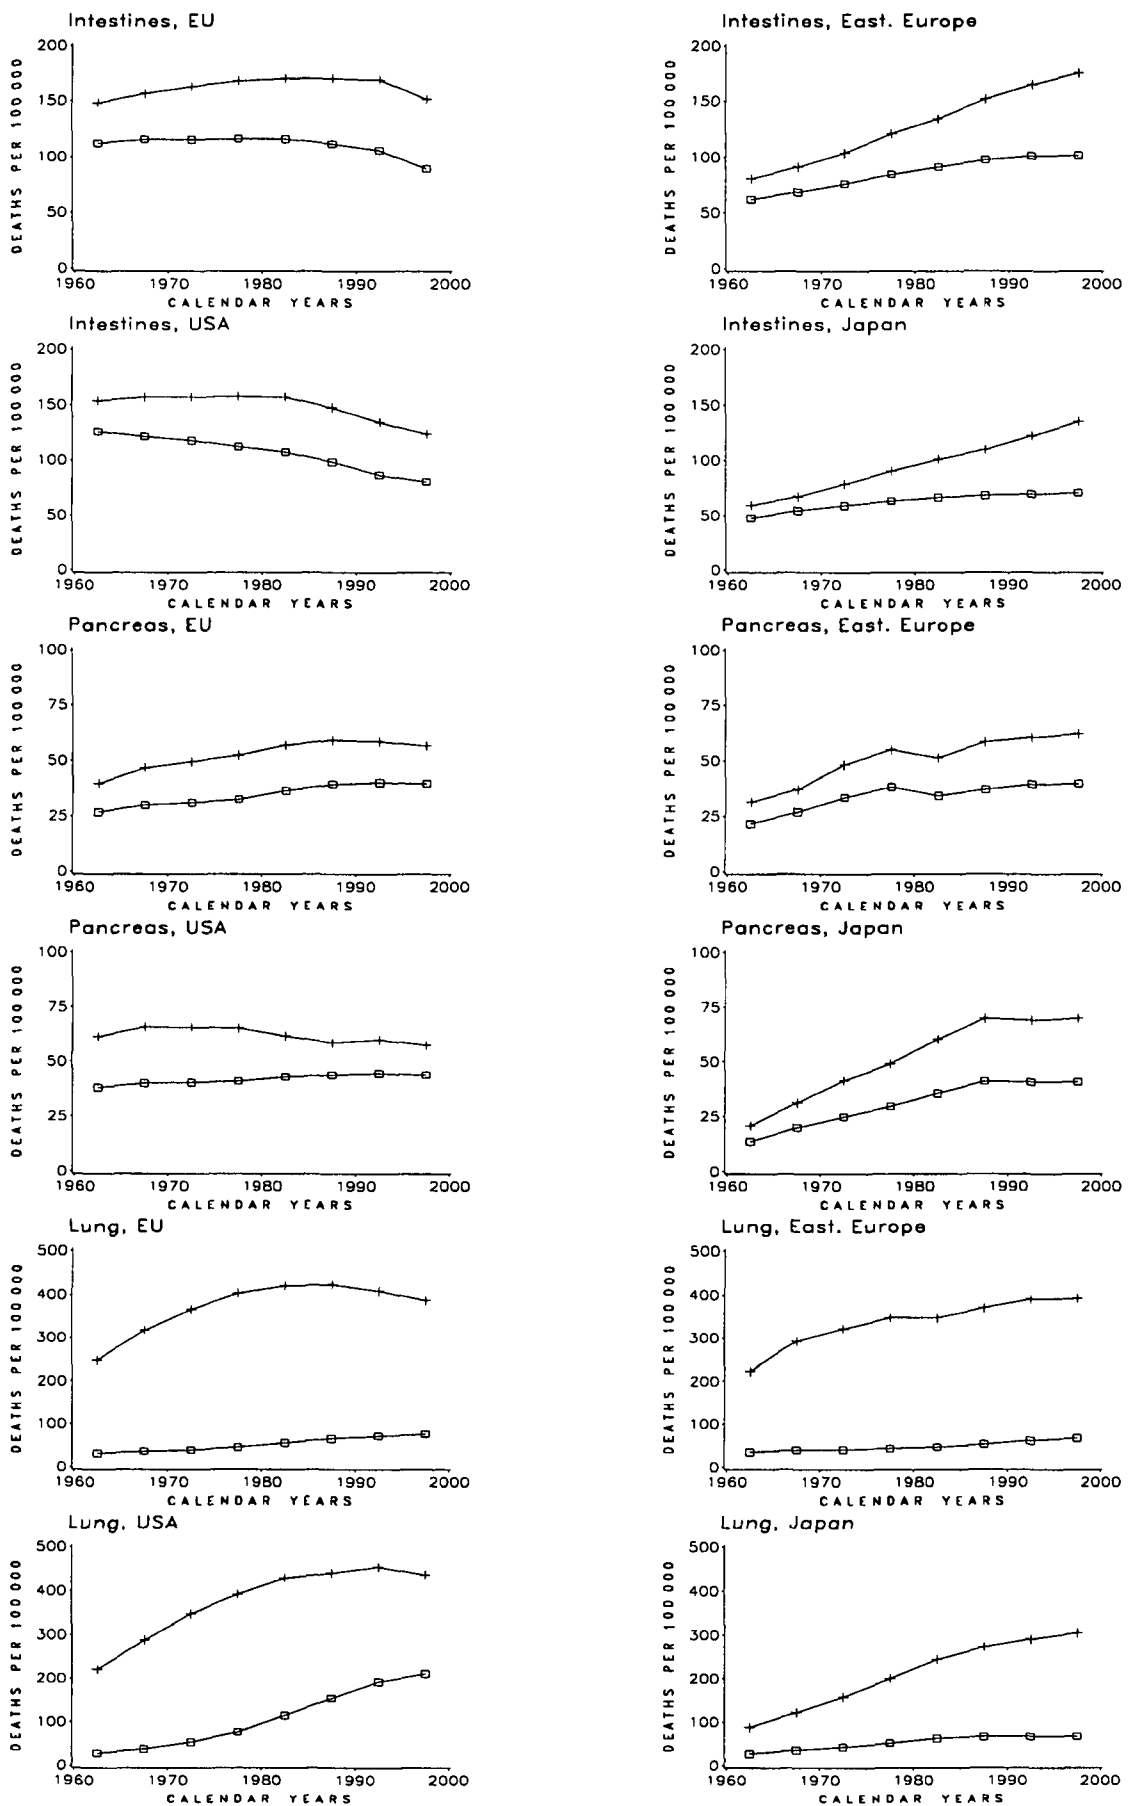 Intestines, EU
200
150
100
50
0
DEATHS PER 100 000
1960 1970 1980 1990 2000
CALENDAR YEARS
Intestines, East. Europe
200
150
100
50
0
DEATHS PER 100 000
1960 1970 1980 1990 2000
CALENDAR YEARS
Intestines, USA
200
150
100
50
0
DEATHS PER 100 000
1960 1970 1980 1990 2000
CALENDAR YEARS
Intestines, Japan
200
150
100
50
0
DEATHS PER 100 000
1960 1970 1980 1990 2000
CALENDAR YEARS
Pancreas, EU
100
75
50
25
0
DEATHS PER 100 000
1960 1970 1980 1990 2000
CALENDAR YEARS
Pancreas, East. Europe
100
75
50
25
0
DEATHS PER 100 000
1960 1970 1980 1990 2000
CALENDAR YEARS
Pancreas, USA
100
75
50
25
0
DEATHS PER 100 000
1960 1970 1980 1990 2000
CALENDAR YEARS
Pancreas, Japan
100
75
50
25
0
DEATHS PER 100 000
1960 1970 1980 1990 2000
CALENDAR YEARS
Lung, EU
500
400
300
200
100
0
DEATHS PER 100 000
1960 1970 1980 1990 2000
CALENDAR YEARS
Lung, East. Europe
500
400
300
200
100
0
DEATHS PER 100 000
1960 1970 1980 1990 2000
CALENDAR YEARS
Lung, USA
500
400
300
200
100
0
DEATHS PER 100 000
1960 1970 1980 1990 2000
CALENDAR YEARS
Lung, Japan
500
400
300
200
100
0
DEATHS PER 100 000
1960 1970 1980 1990 2000
CALENDAR YEARS